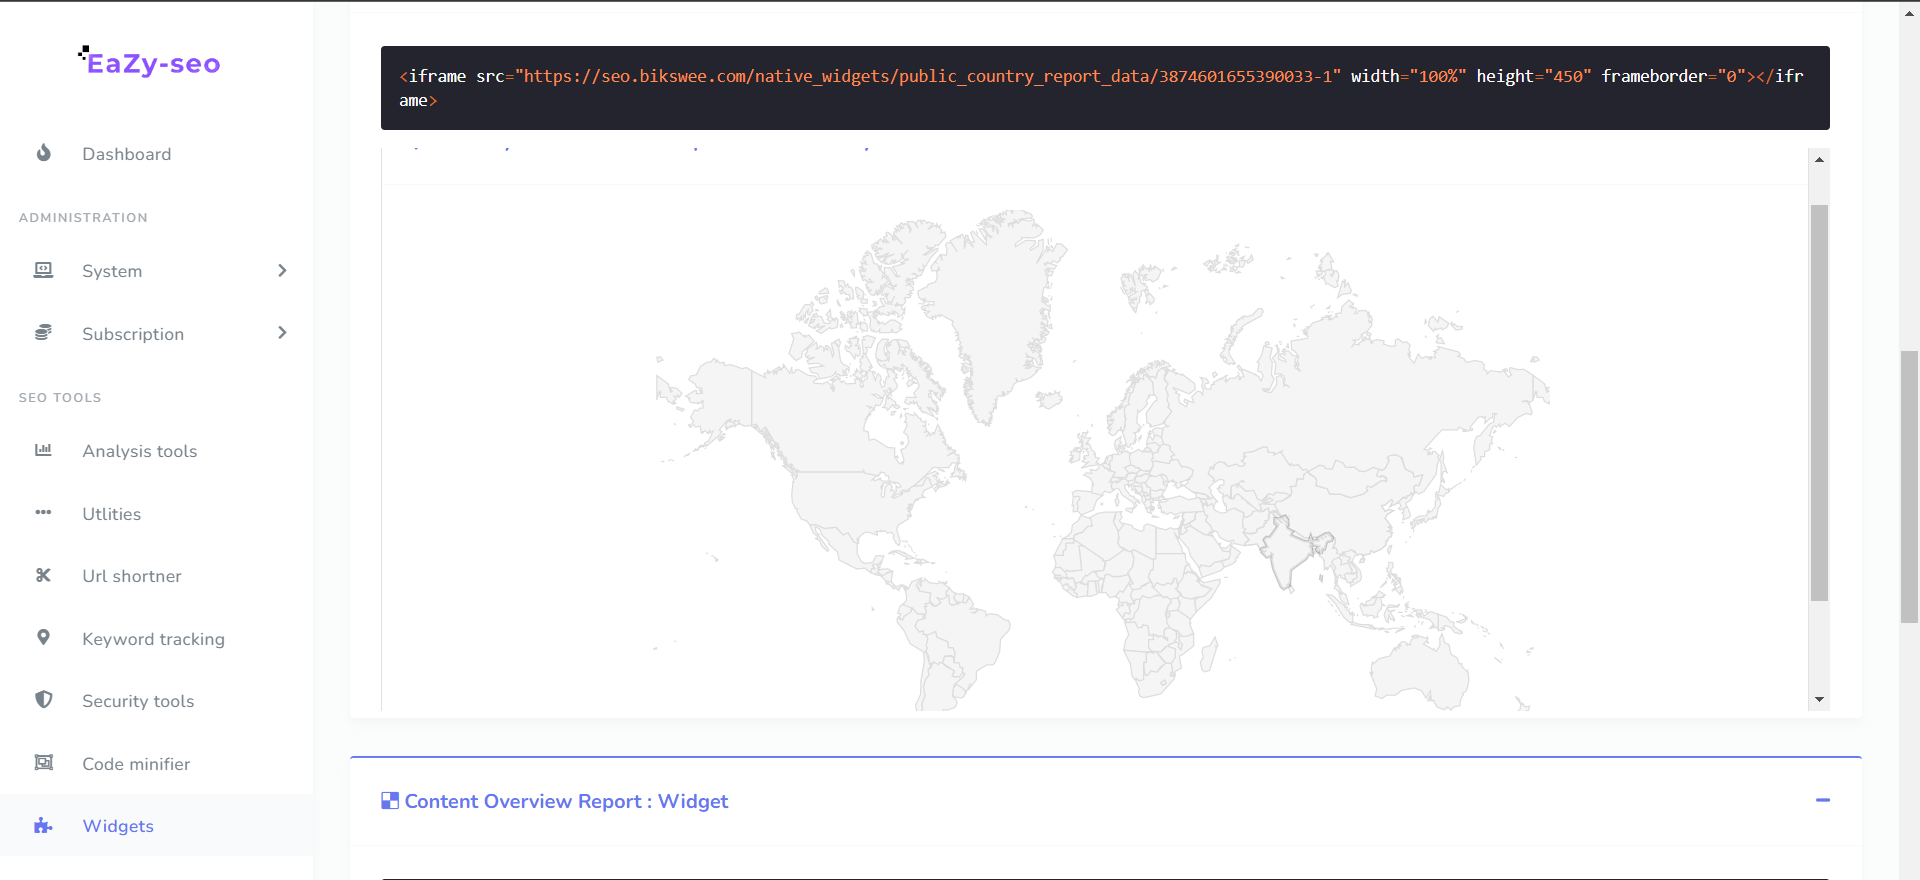 EaZy-seo
Dashboard
ADMINISTRATION
System
Subscription
SEO TOOLS
Analysis tools
Utlities
Url shortner
Keyword tracking
Security tools
Code minifier
Widgets
<iframe src="https://seo.bikswee.com/native_widgets/public_country_report_data/3874601655390033-1" width="100%" height="450" frameborder="0"></ifr
ame>
Content Overview Report : Widget